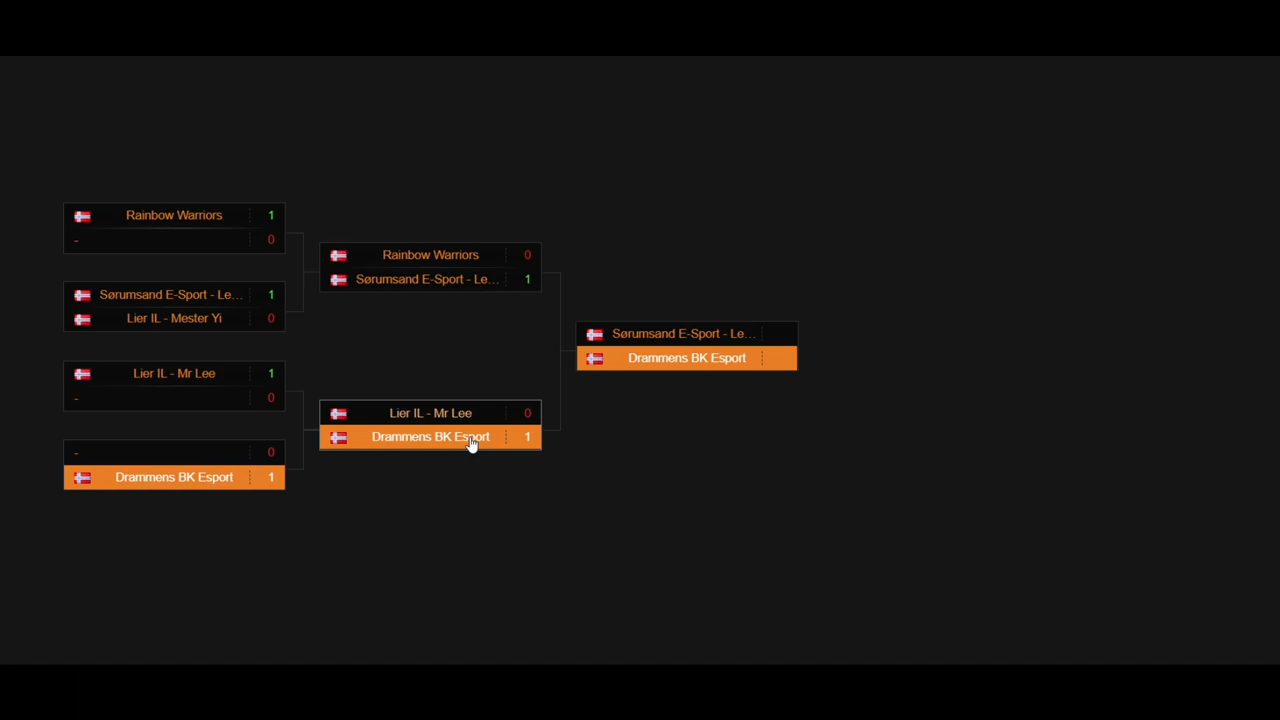 Rainbow Warriors 1
- 0
Sørumsand E-Sport - Le... 1
Lier IL - Mester Yi 0
Lier IL - Mr Lee 1
- 0
- 0
Drammens BK Esport 1
Rainbow Warriors 0
Sørumsand E-Sport - Le... 1
Lier IL - Mr Lee 0
Drammens BK Esport 1
Sørumsand E-Sport - Le...
Drammens BK Esport